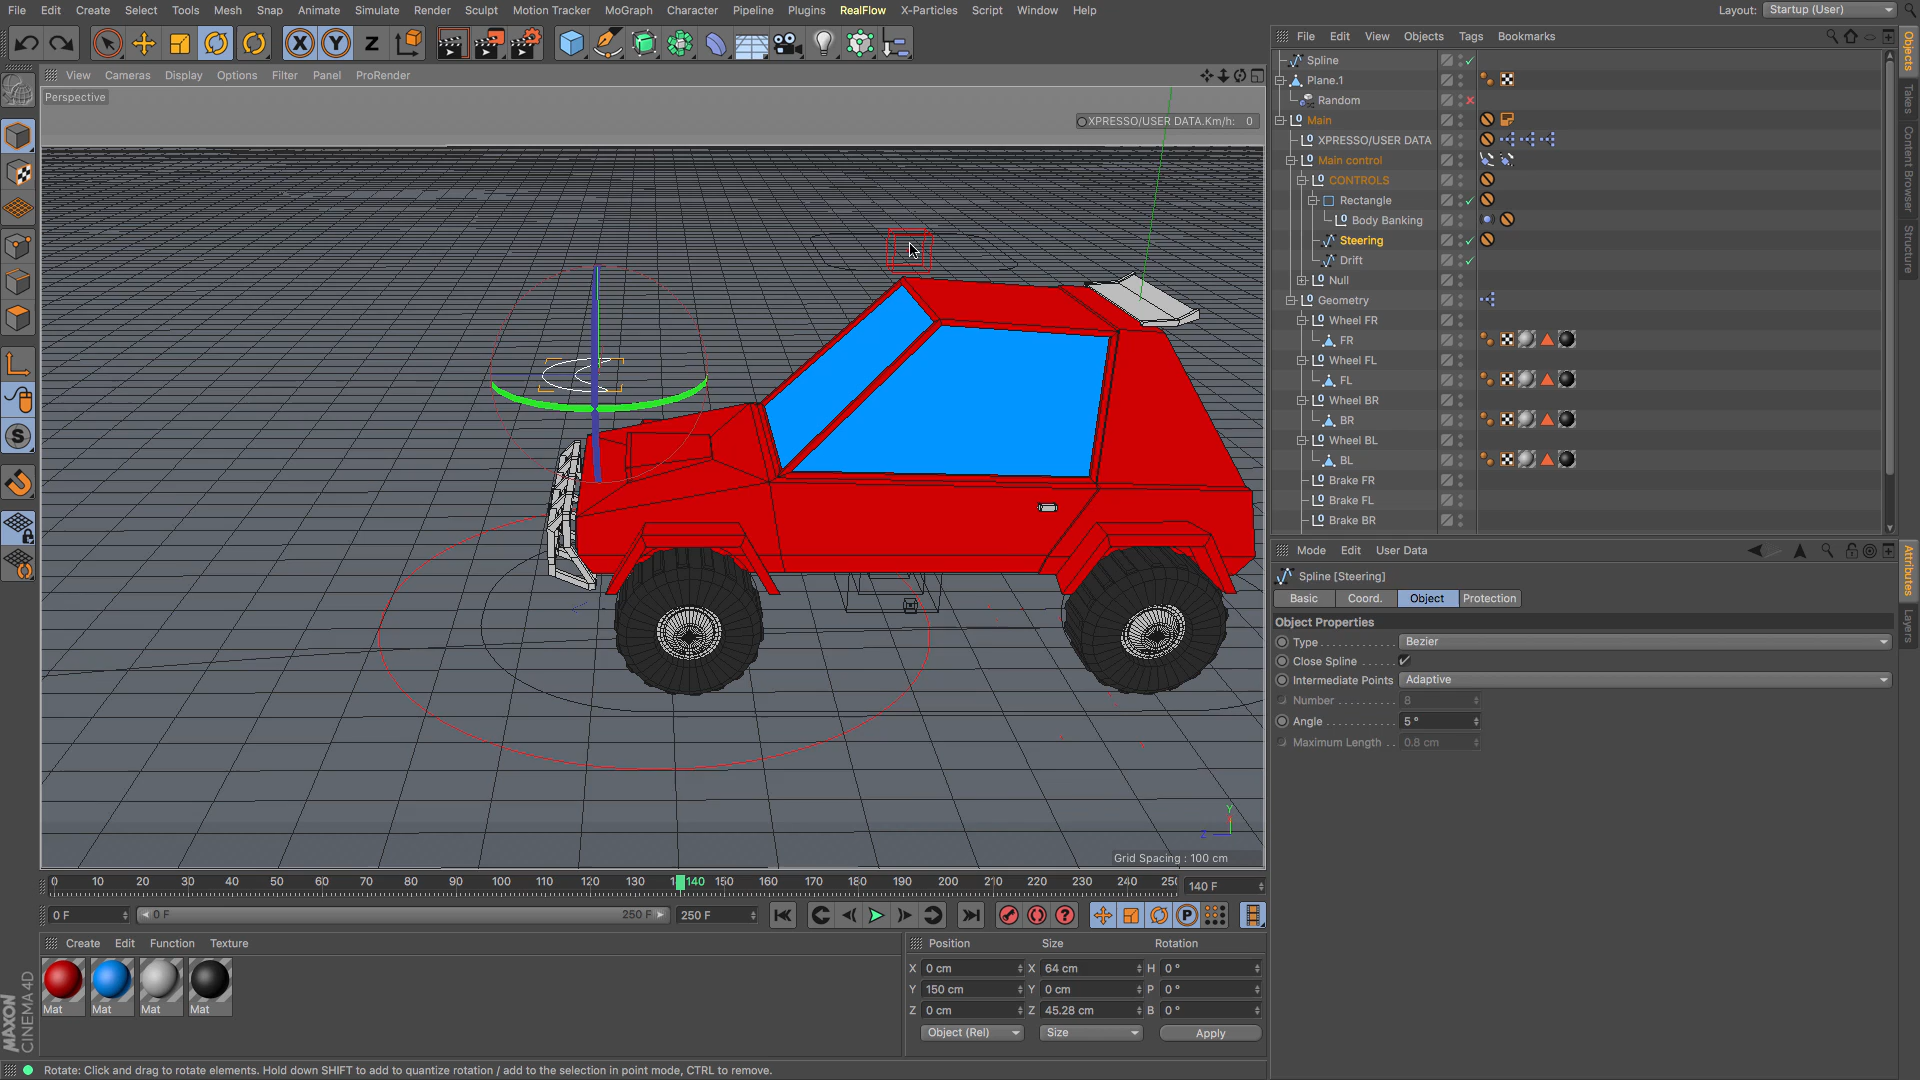 File Edit Create Select Tools Mesh Snap Animate Simulate Render Sculpt Motion Tracker MoGraph Character Pipeline Plugins RealFlow X-Particles Script Window Help
Layout: Startup (User)
File Edit View Objects Tags Bookmarks
View Cameras Display Options Filter Panel ProRender
Perspective
XPRESSO/USER DATA.Km/h: 0
Spline
Plane.1
Random
Main
XPRESSO/USER DATA
Main control
CONTROLS
Rectangle
Body Banking
Steering
Drift
Null
Geometry
Wheel FR
FR
Wheel FL
FL
Wheel BR
BR
Wheel BL
BL
Brake FR
Brake FL
Brake BR
Objects
Takes
Content Browser
Structure
Mode Edit User Data
Spline [Steering]
Basic Coord. Object Protection
Object Properties
Type Bezier
Close Spline
Intermediate Points Adaptive
Number 8
Angle 5 °
Maximum Length 0.8 cm
Attributes
Layers
Y
Z
Grid Spacing : 100 cm
0 10 20 30 40 50 60 70 80 90 100 110 120 130 140 150 160 170 180 190 200 210 220 230 240 250
140 F
0 F 0 F 250 F 250 F
Create Edit Function Texture
Mat Mat Mat Mat
Position Size Rotation
X 0 cm X 64 cm H 0 °
Y 150 cm Y 0 cm P 0 °
Z 0 cm Z 45.28 cm B 0 °
Object (Rel) Size Apply
MAXON CINEMA 4D
Rotate: Click and drag to rotate elements. Hold down SHIFT to add to quantize rotation / add to the selection in point mode, CTRL to remove.